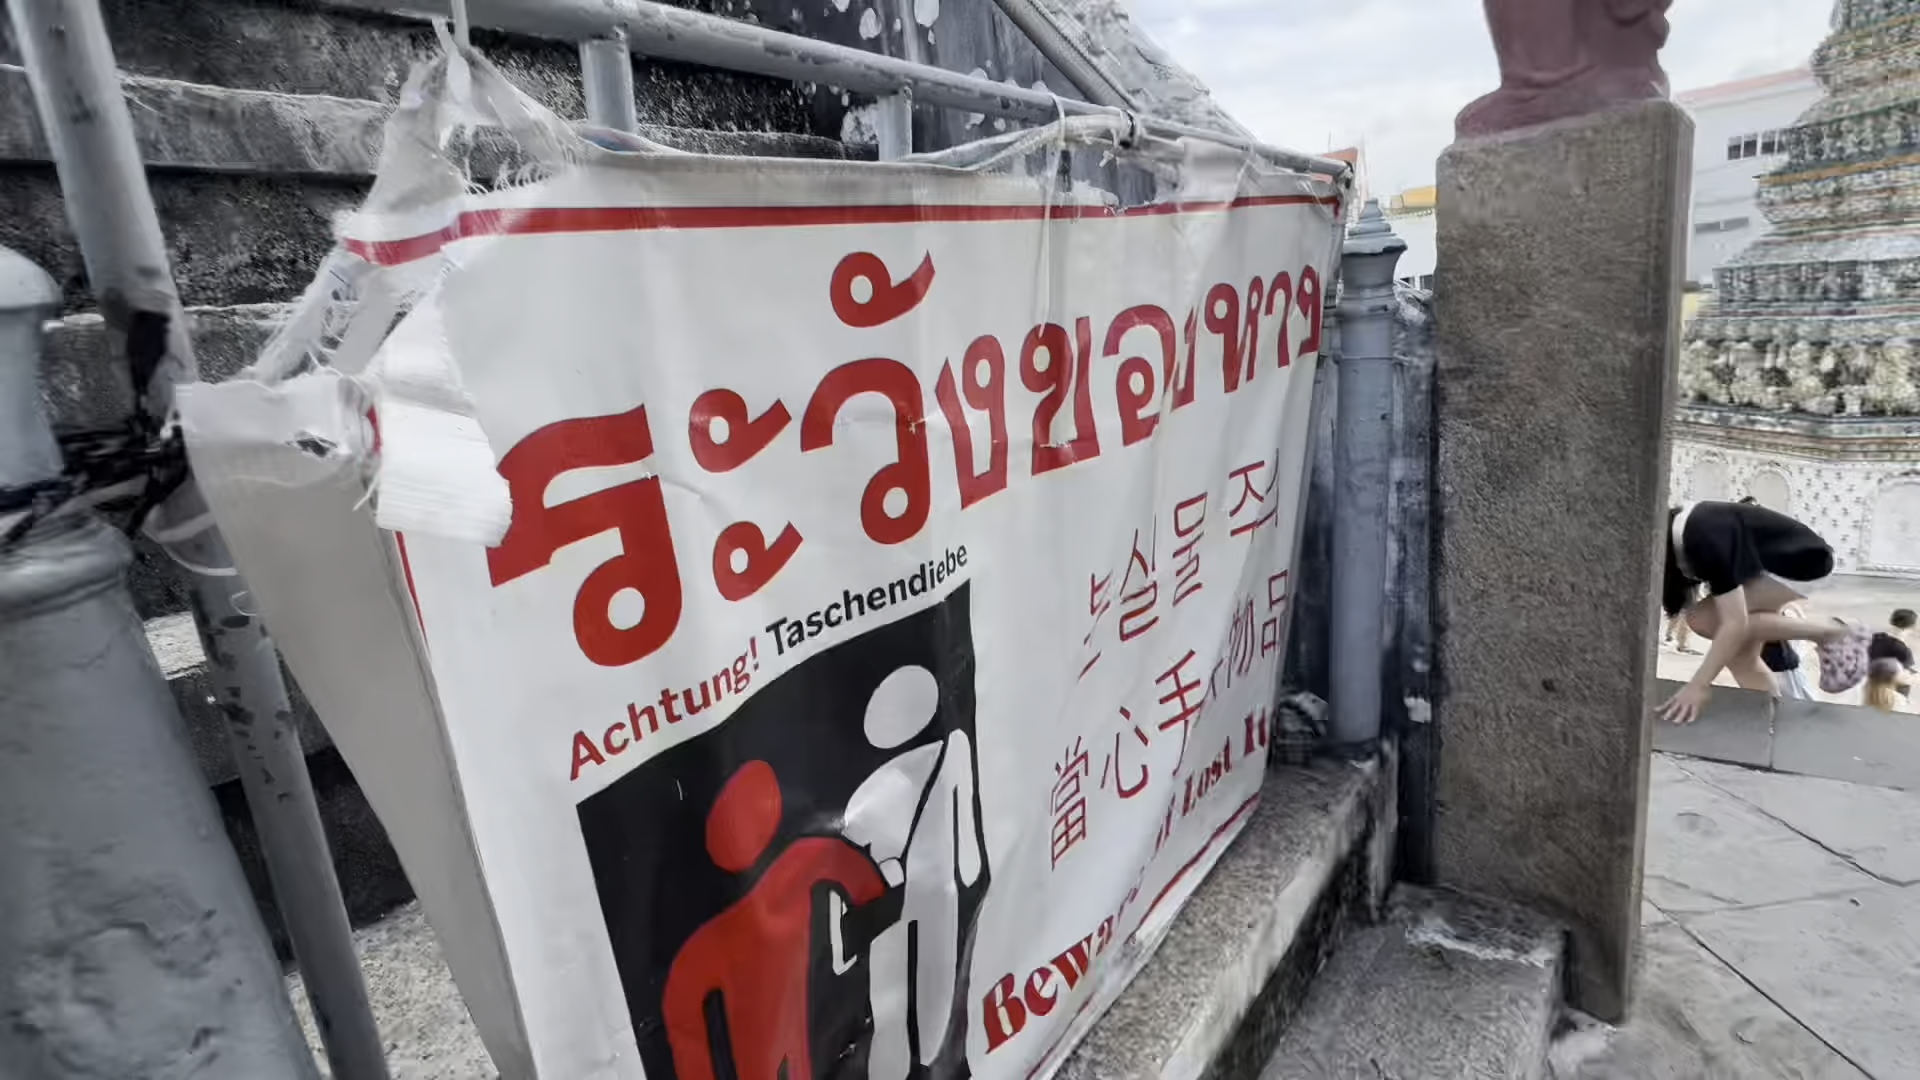 ระวังของหาย
Achtung! Taschendiebe
분실물 주
當心手 物品
Beware of Lost It